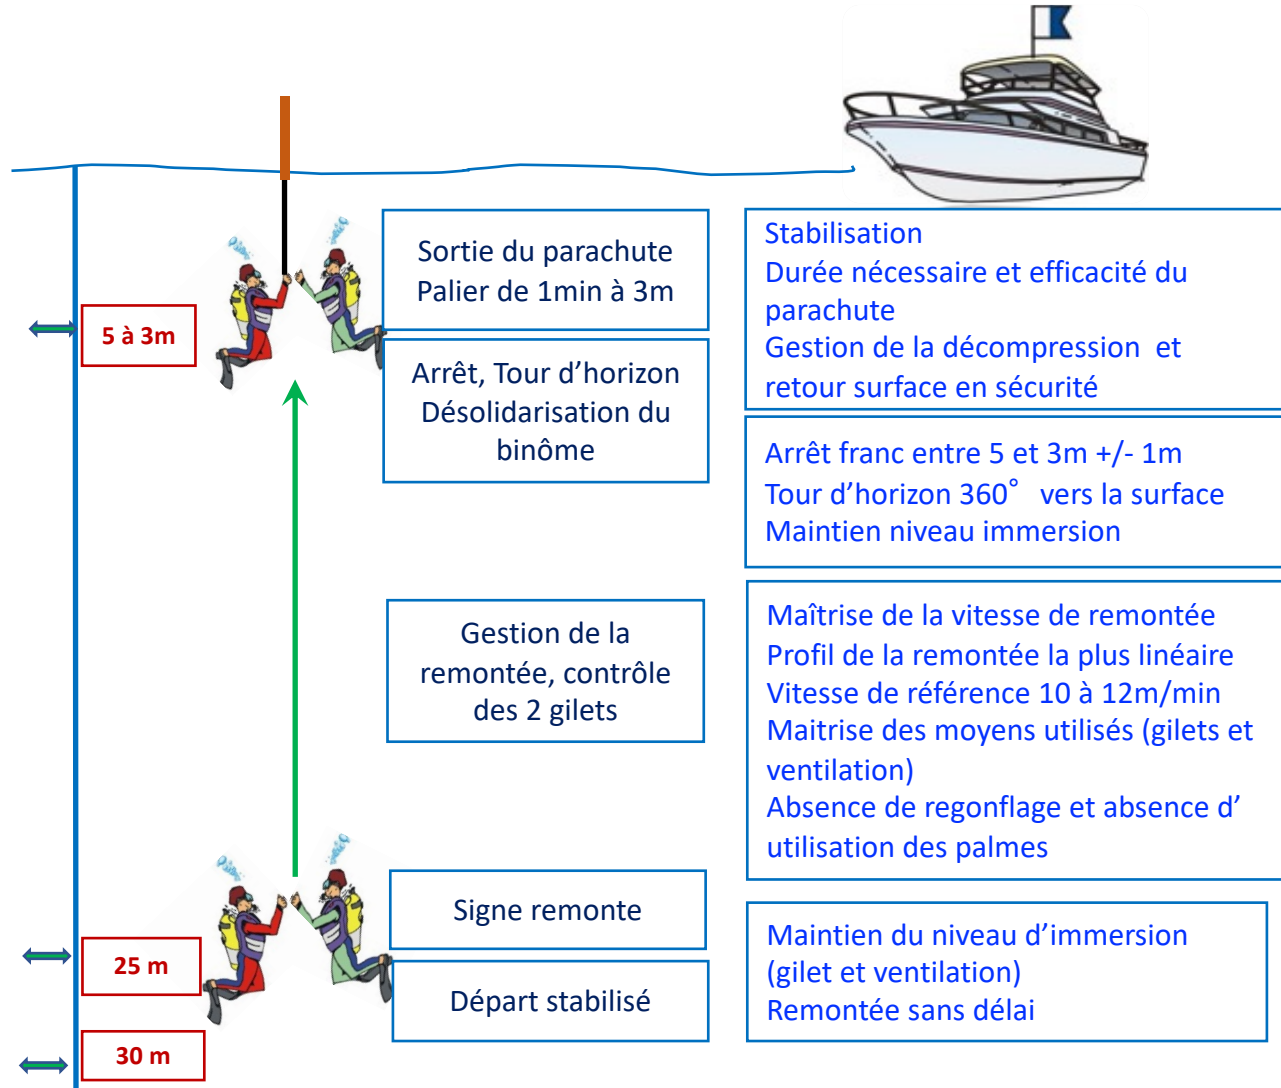 Sortie du parachute
Palier de 1min à 3m
Stabilisation
Durée nécessaire et efficacité du
parachute
Gestion de la décompression et
retour surface en sécurité
5 à 3m
Arrêt, Tour d’horizon
Désolidarisation du
binôme
Arrêt franc entre 5 et 3m +/- 1m
Tour d’horizon 360° vers la surface
Maintien niveau immersion
Gestion de la
remontée, contrôle
des 2 gilets
Maîtrise de la vitesse de remontée
Profil de la remontée la plus linéaire
Vitesse de référence 10 à 12m/min
Maitrise des moyens utilisés (gilets et
ventilation)
Absence de regonflage et absence d’
utilisation des palmes
Signe remonte
25 m
Départ stabilisé
Maintien du niveau d’immersion
(gilet et ventilation)
Remontée sans délai
30 m